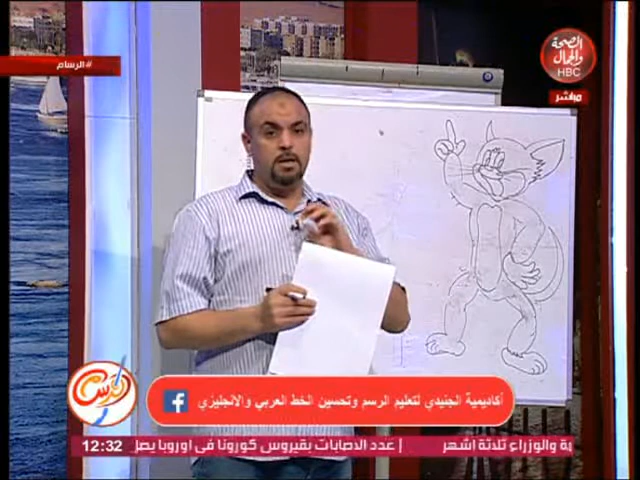 #الرسام
الصحة
والجمال
HBC
مباشر
أكاديمية الجنيدي لتعليم الرسم وتحسين الخط العربي والانجليزي
12:32
مة والوزراء ثلاثة اشهر | عدد الاصابات بفيروس كورونا فى اوروبا يصل